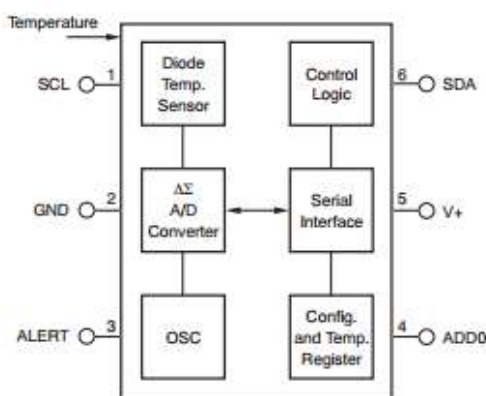 Temperature
SCL 1
Diode
Temp.
Sensor
Control
Logic
6 SDA
GND 2
ΔΣ
A/D
Converter
Serial
Interface
5 V+
ALERT 3
OSC
Config.
and Temp.
Register
4 ADD0